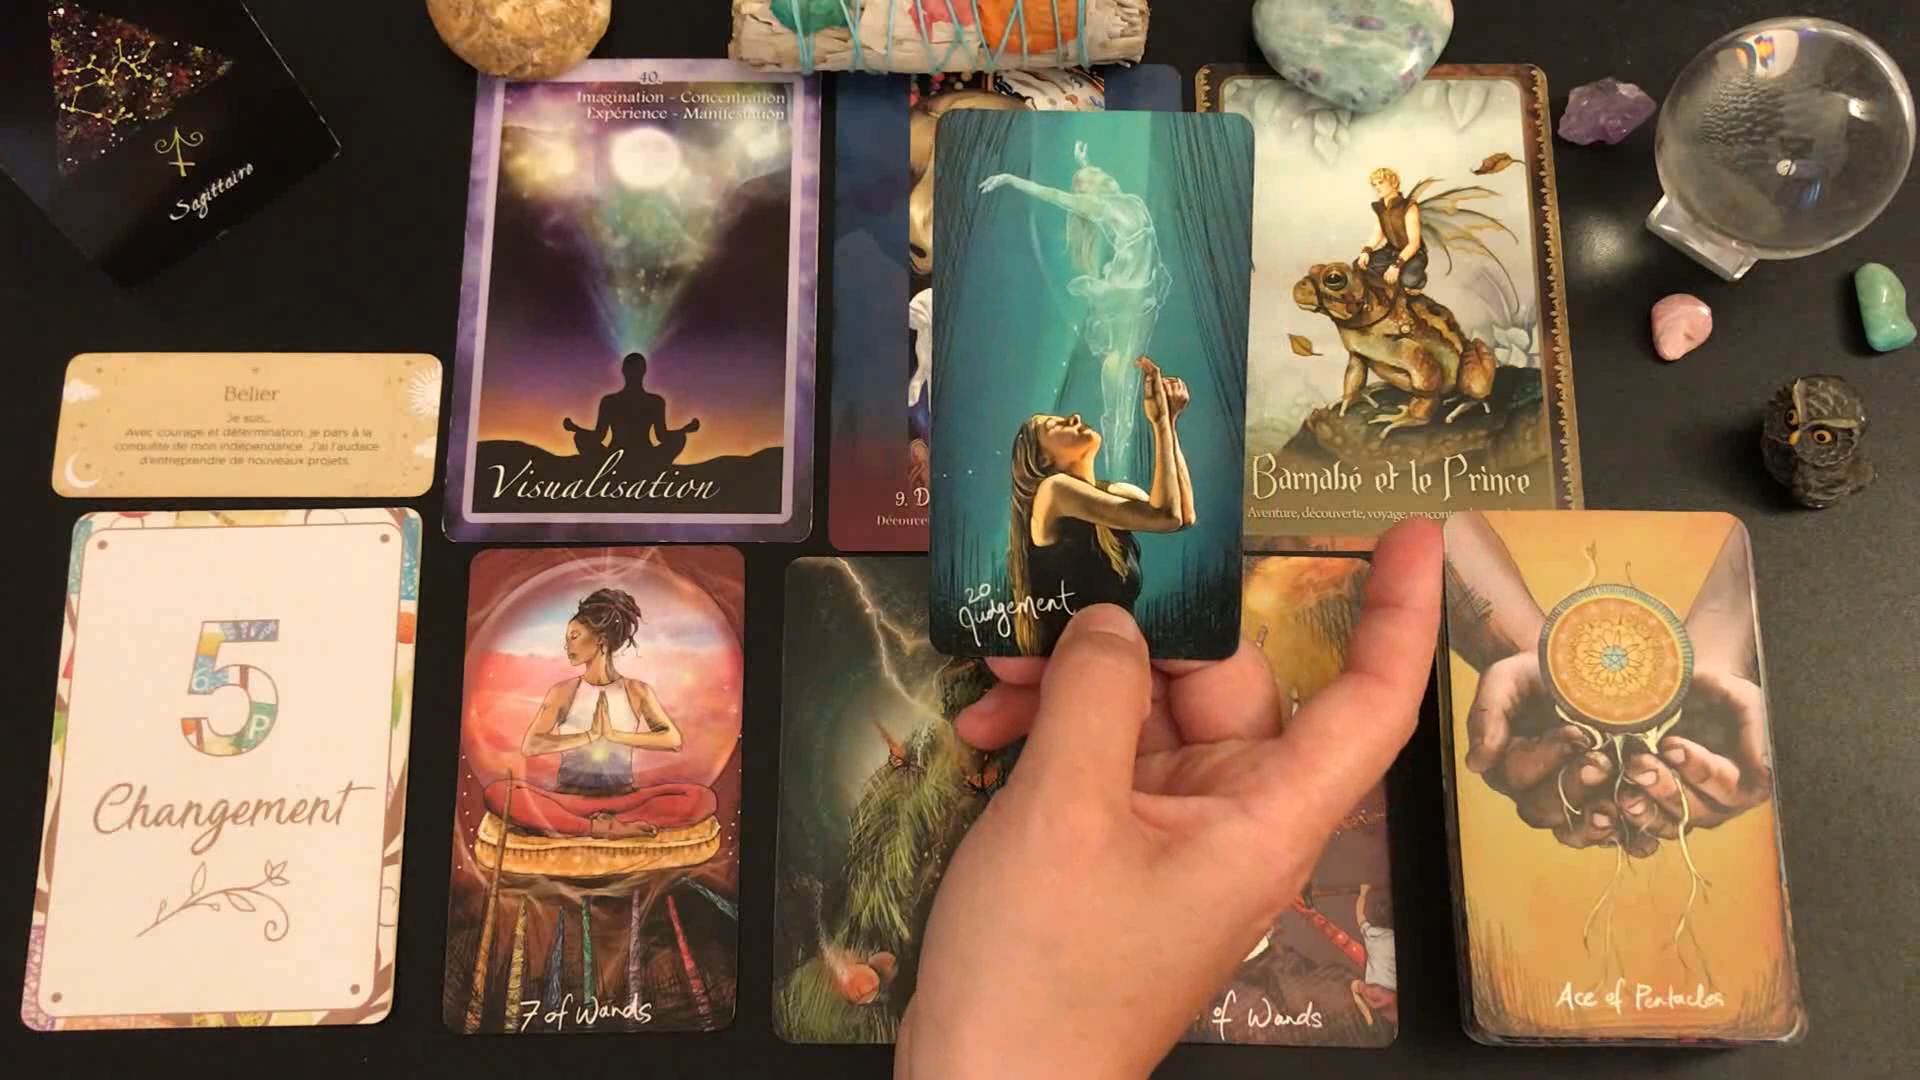 Sagittaire
40.
Imagination - Concentration
Expérience - Manifestation
Visualisation
Bélier
Je suis...
Avec courage et détermination, je pars à la
conquête de mon indépendance. J'ai l'audace
d'entreprendre de nouveaux projets.
9. D
Découve
20
Judgement
Barnabé et le Prince
Aventure, découverte, voyage, rencont
5
Changement
7 of Wands
of Wands
Ace of Pentacles